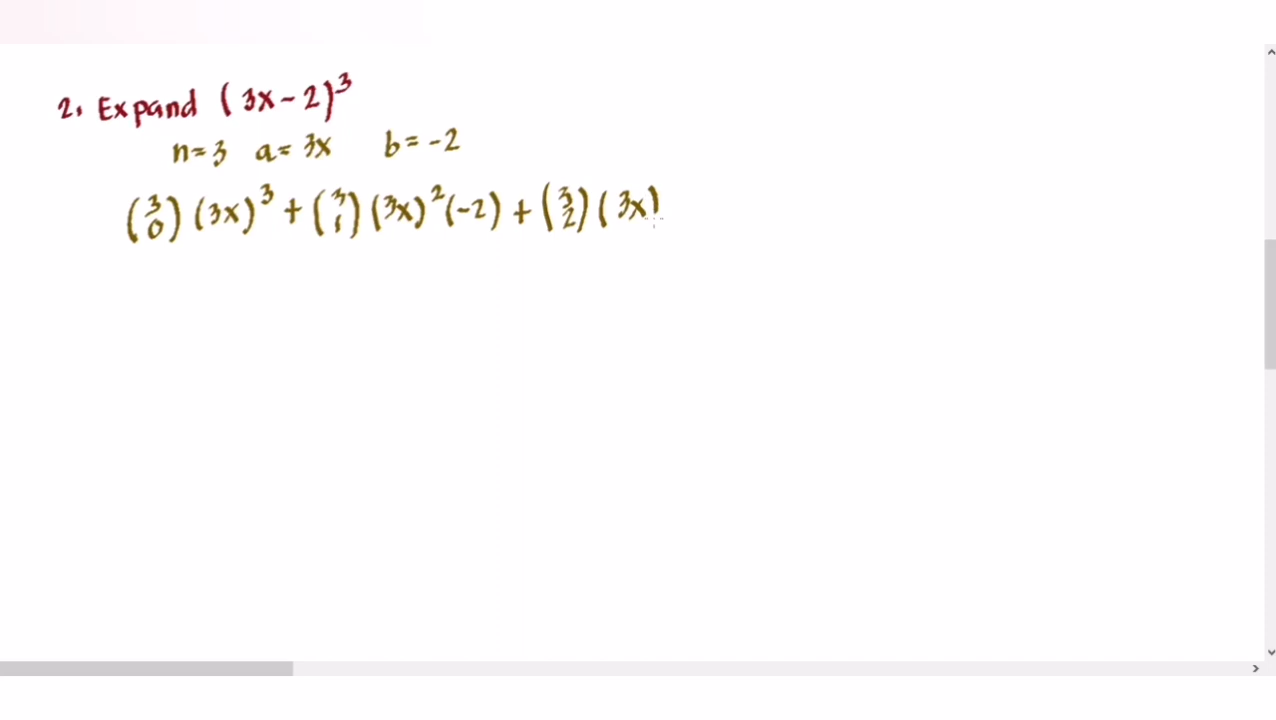 2. Expand (3x-2)³
n=3 a= 3x b= -2
(3 0)(3x)³ + (3 1)(3x)²(-2) + (3 2)(3x)